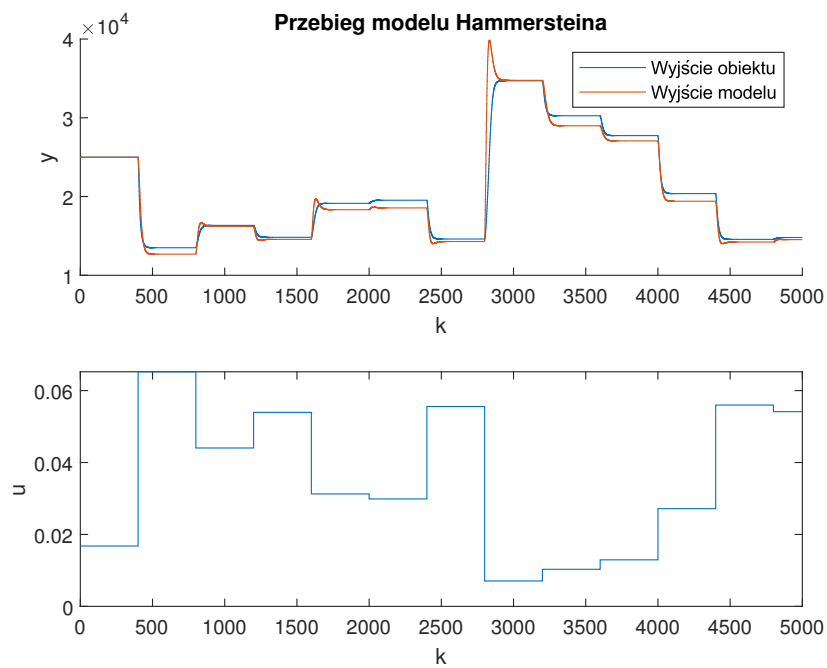 Przebieg modelu Hammersteina
×10⁴
4
3
2
1
y
Wyjście obiektu
Wyjście modelu
0 500 1000 1500 2000 2500 3000 3500 4000 4500 5000
k
0.06
0.04
0.02
0
u
0 500 1000 1500 2000 2500 3000 3500 4000 4500 5000
k